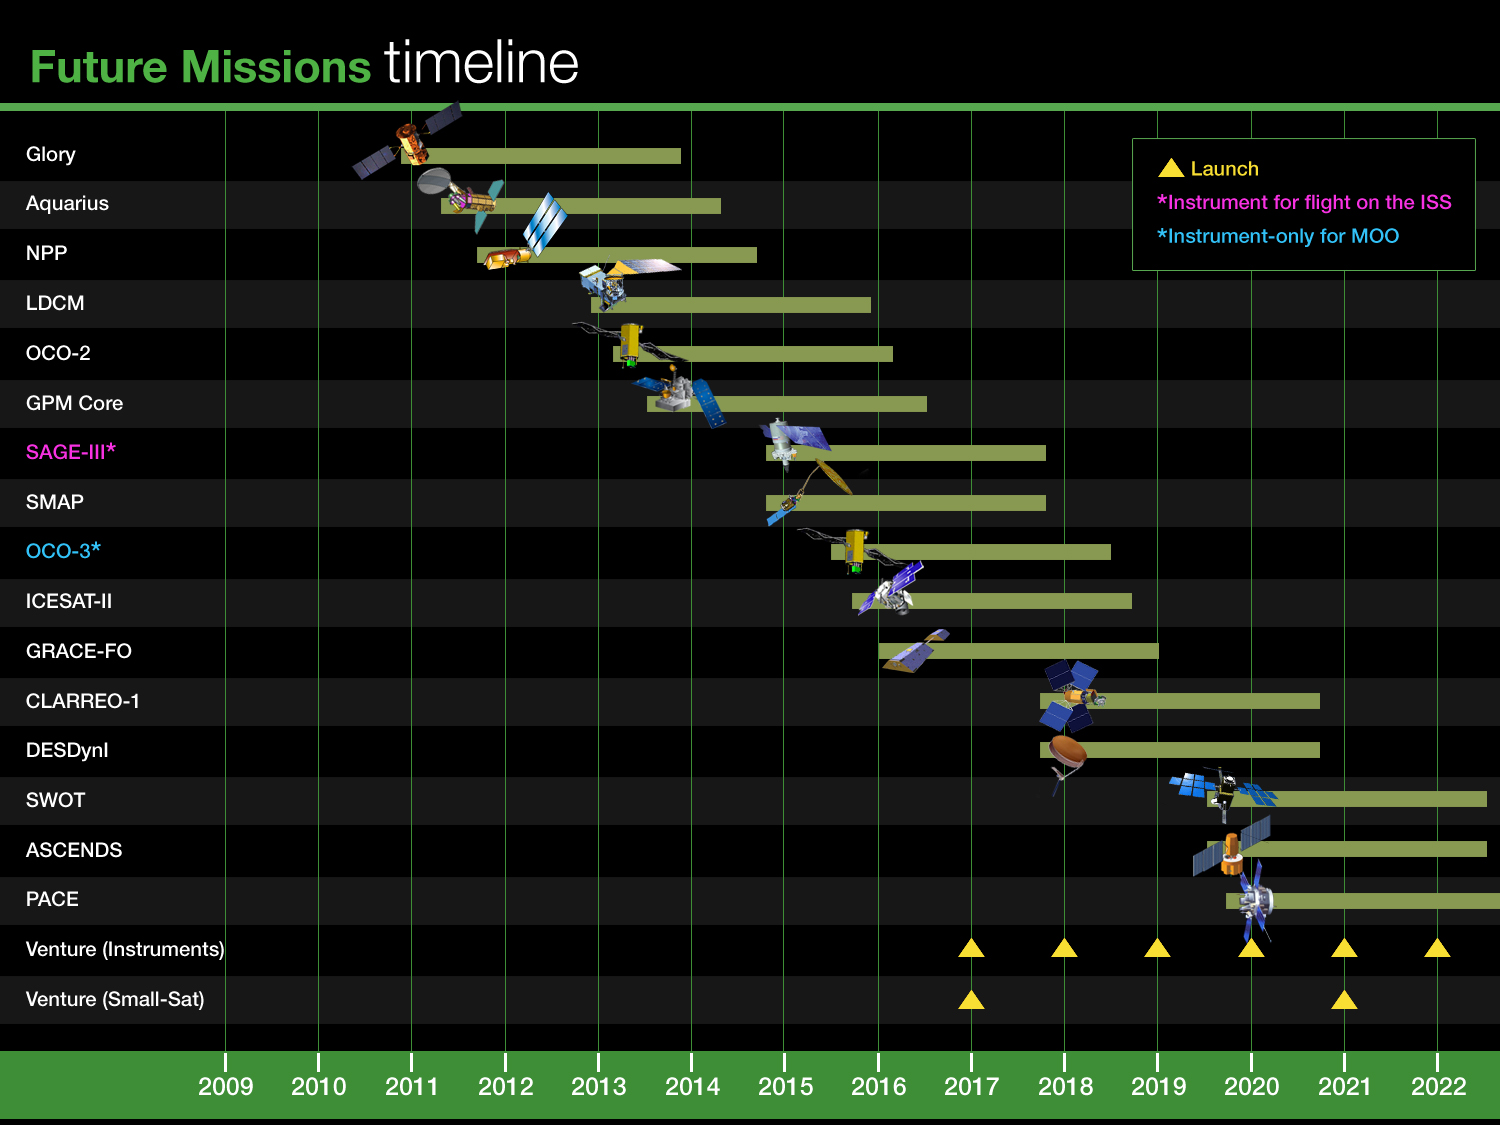 Future Missions timeline
Glory
Launch
Aquarius
*Instrument for flight on the ISS
*Instrument-only for MOO
NPP
LDCM
OCO-2
GPM Core
SAGE-III*
SMAP
OCO-3*
ICESAT-II
GRACE-FO
CLARREO-1
DESDynI
SWOT
ASCENDS
PACE
Venture (Instruments)
Venture (Small-Sat)
2009 2010 2011 2012 2013 2014 2015 2016 2017 2018 2019 2020 2021 2022